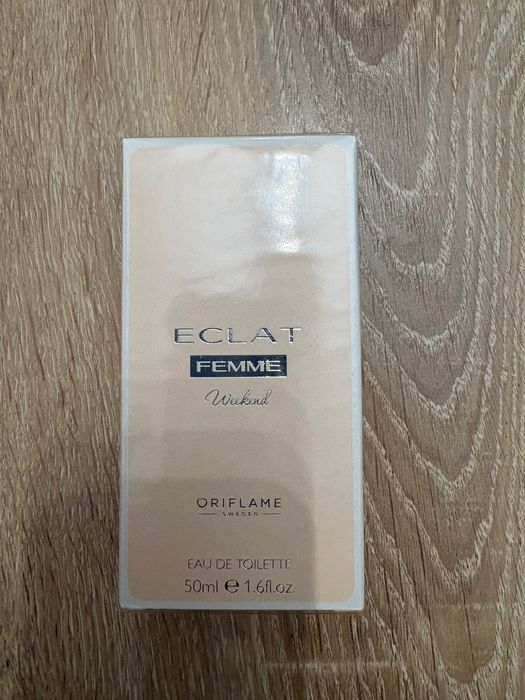 ECLAT
FEMME
Weekend
ORIFLAME
SWEDEN
EAU DE TOILETTE
50ml ℮ 1.6fl.oz.